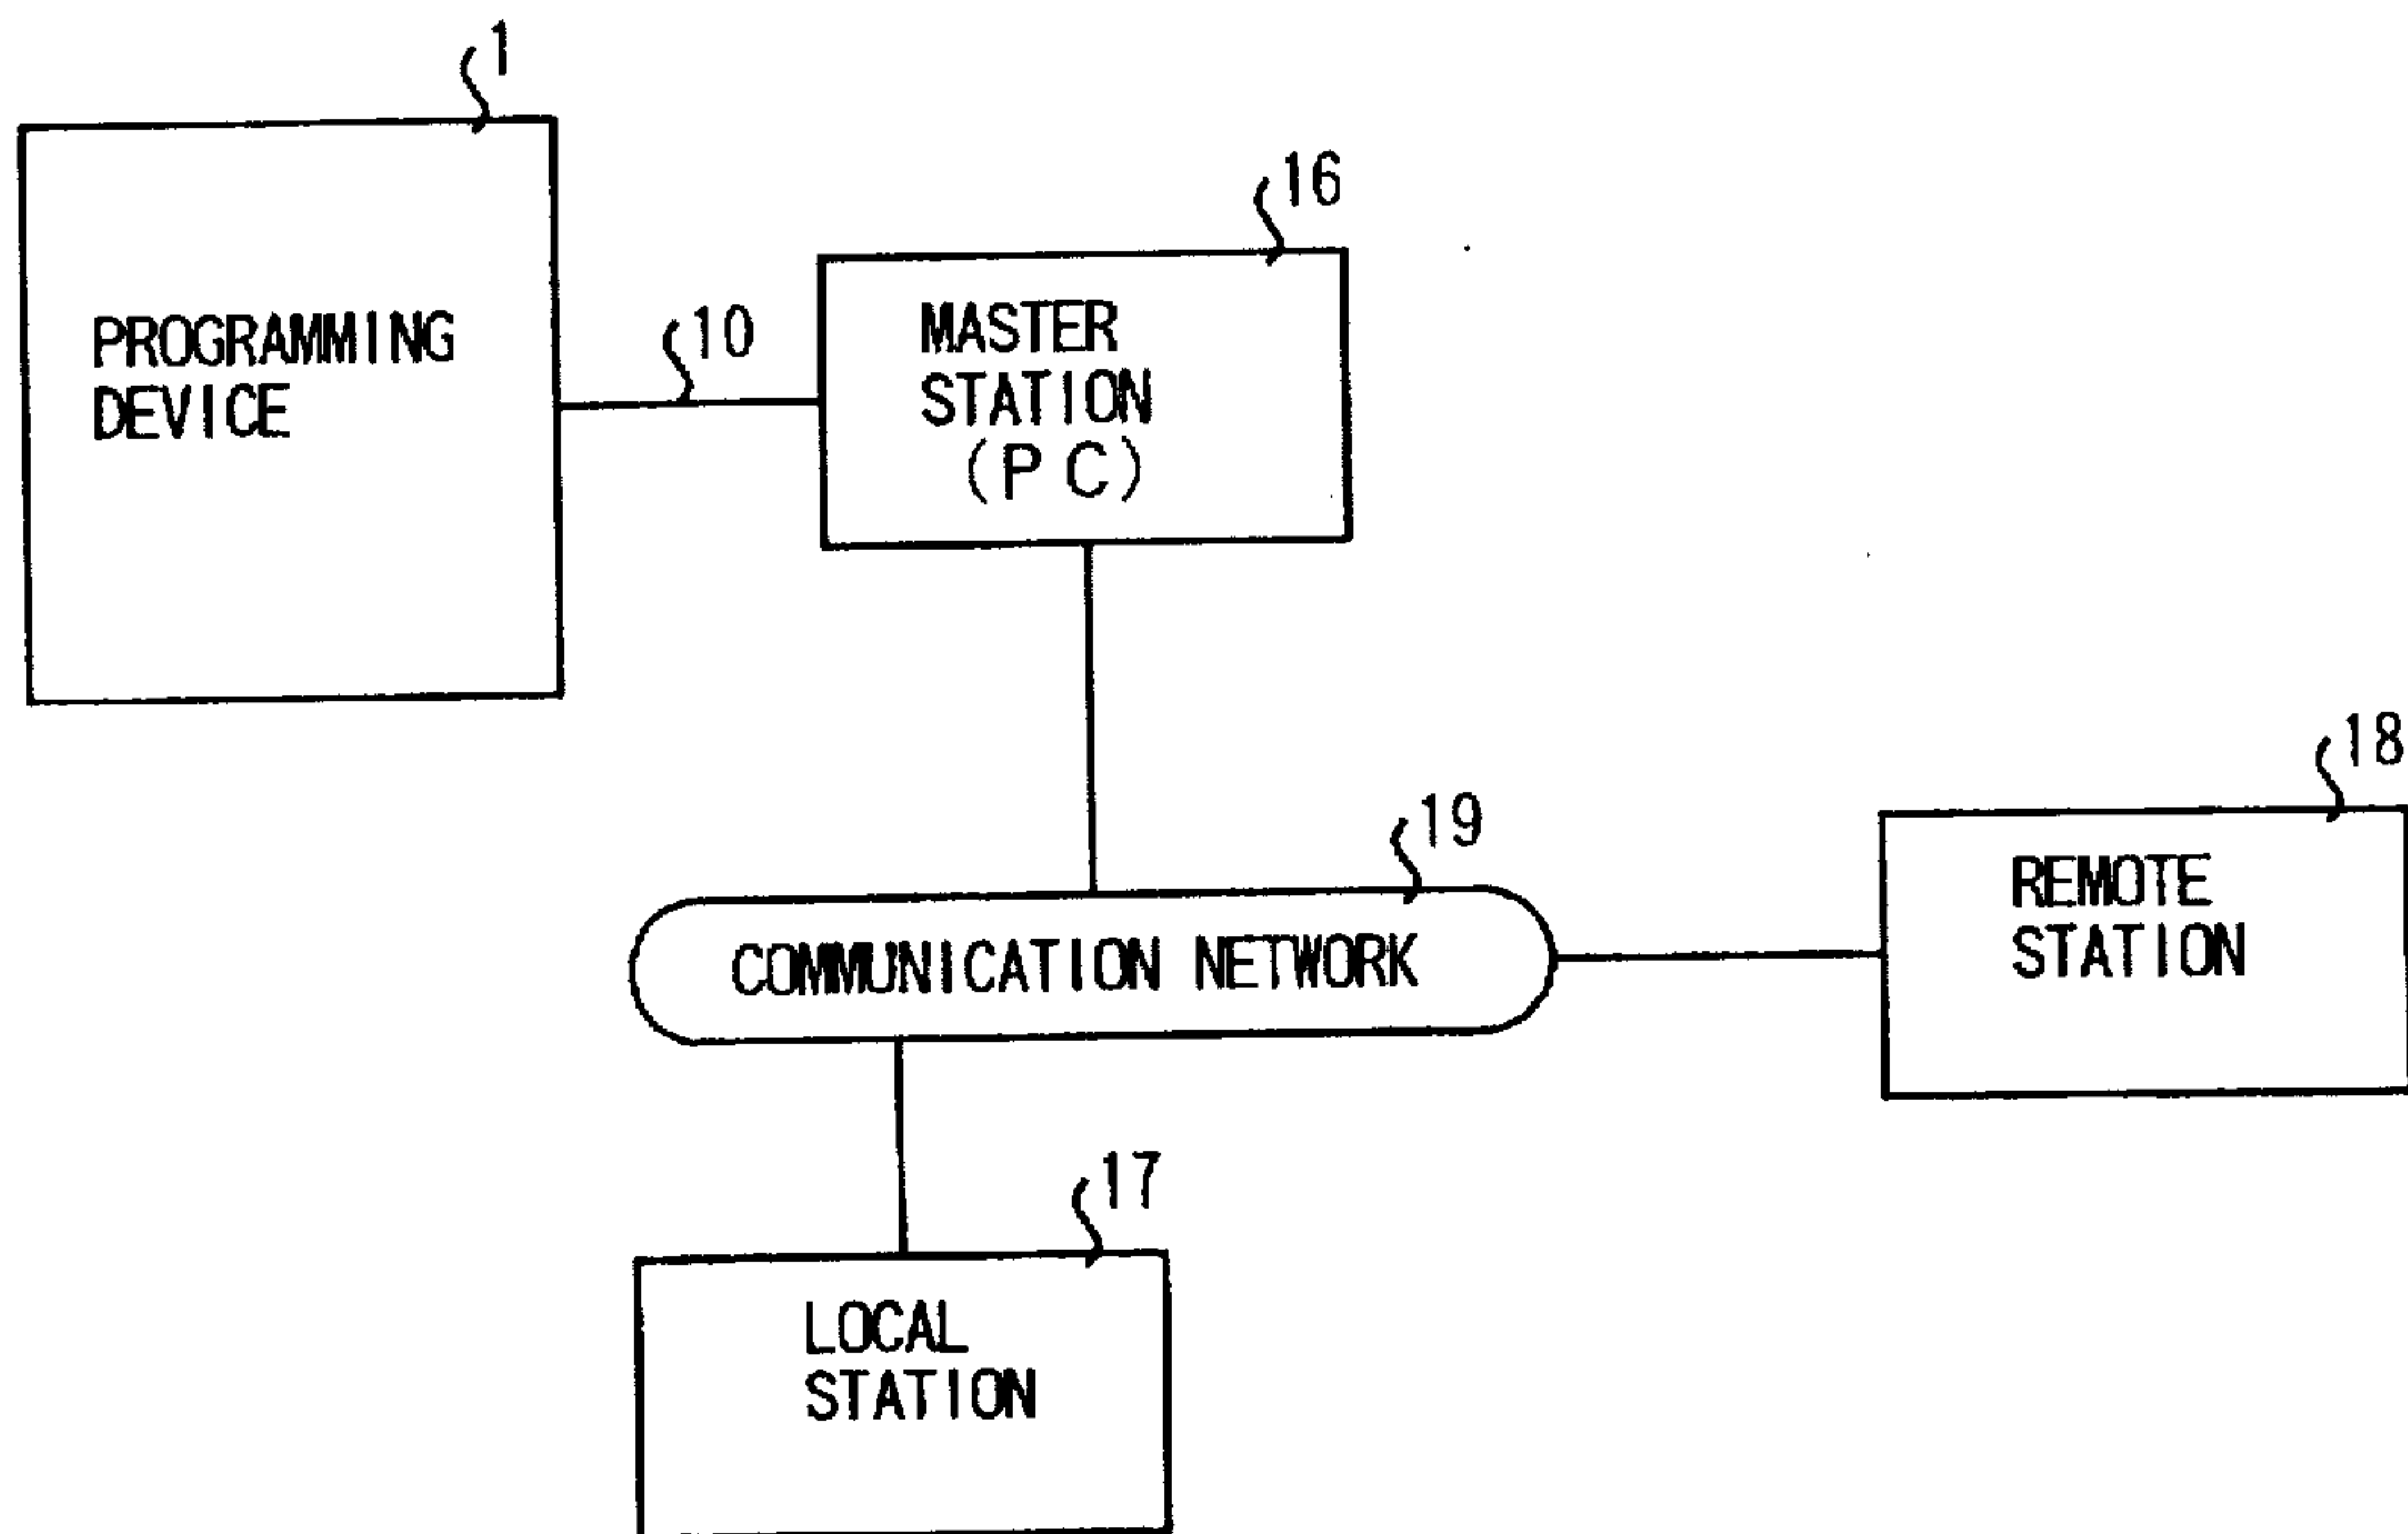 1
PROGRAMMING
DEVICE
10
16
MASTER
STATION
(PC)
19
COMMUNICATION NETWORK
18
REMOTE
STATION
17
LOCAL
STATION